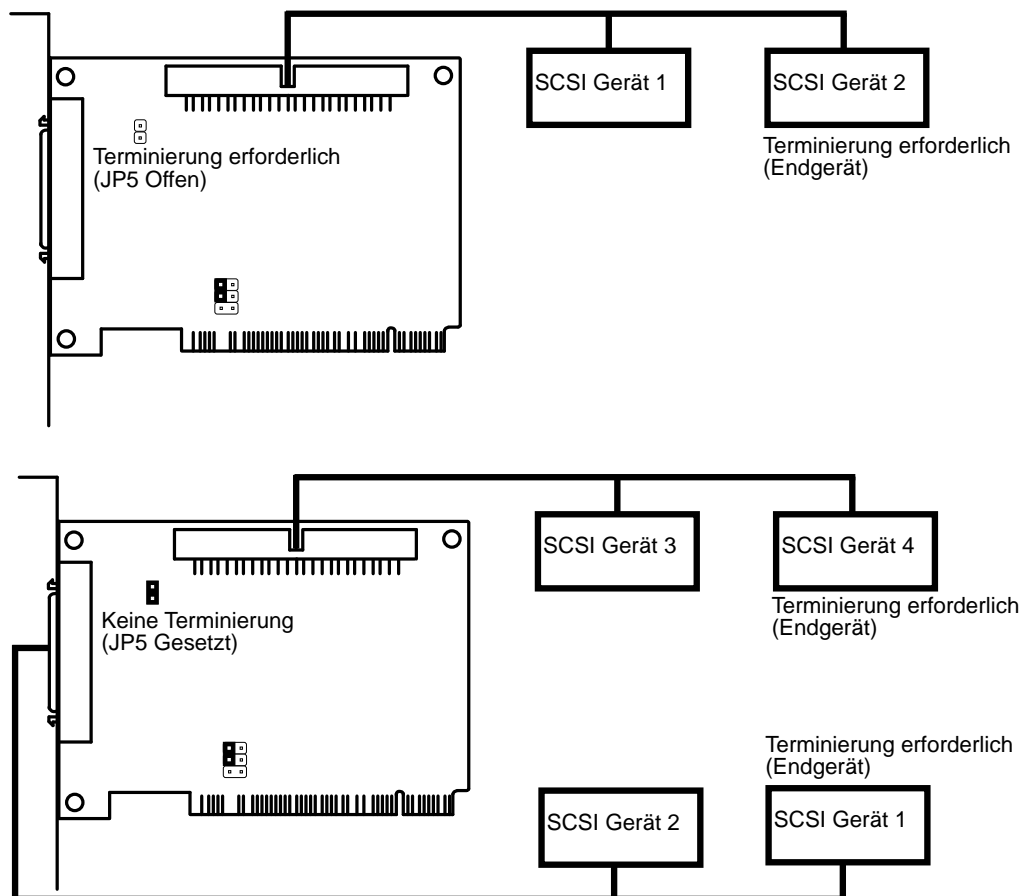 SCSI Gerät 1
SCSI Gerät 2
Terminierung erforderlich
(JP5 Offen)
Terminierung erforderlich
(Endgerät)
SCSI Gerät 3
SCSI Gerät 4
Keine Terminierung
(JP5 Gesetzt)
Terminierung erforderlich
(Endgerät)
Terminierung erforderlich
(Endgerät)
SCSI Gerät 2
SCSI Gerät 1